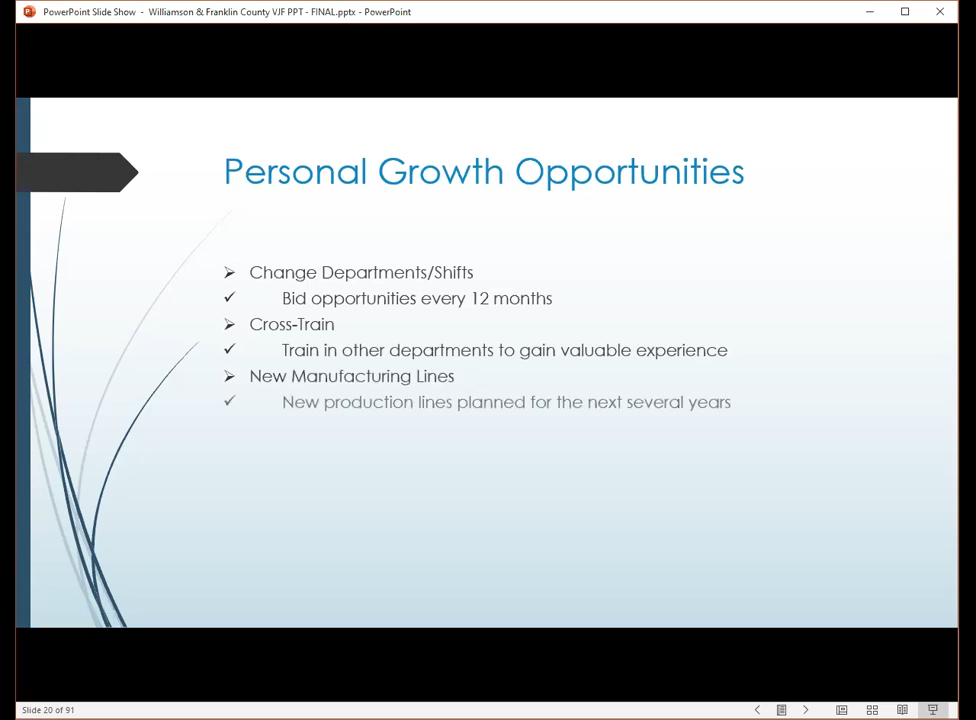 PowerPoint Slide Show - Williamson & Franklin County VJF PPT - FINAL.pptx - PowerPoint
Personal Growth Opportunities
➢ Change Departments/Shifts
✓ Bid opportunities every 12 months
➢ Cross-Train
✓ Train in other departments to gain valuable experience
➢ New Manufacturing Lines
✓ New production lines planned for the next several years
Slide 20 of 91